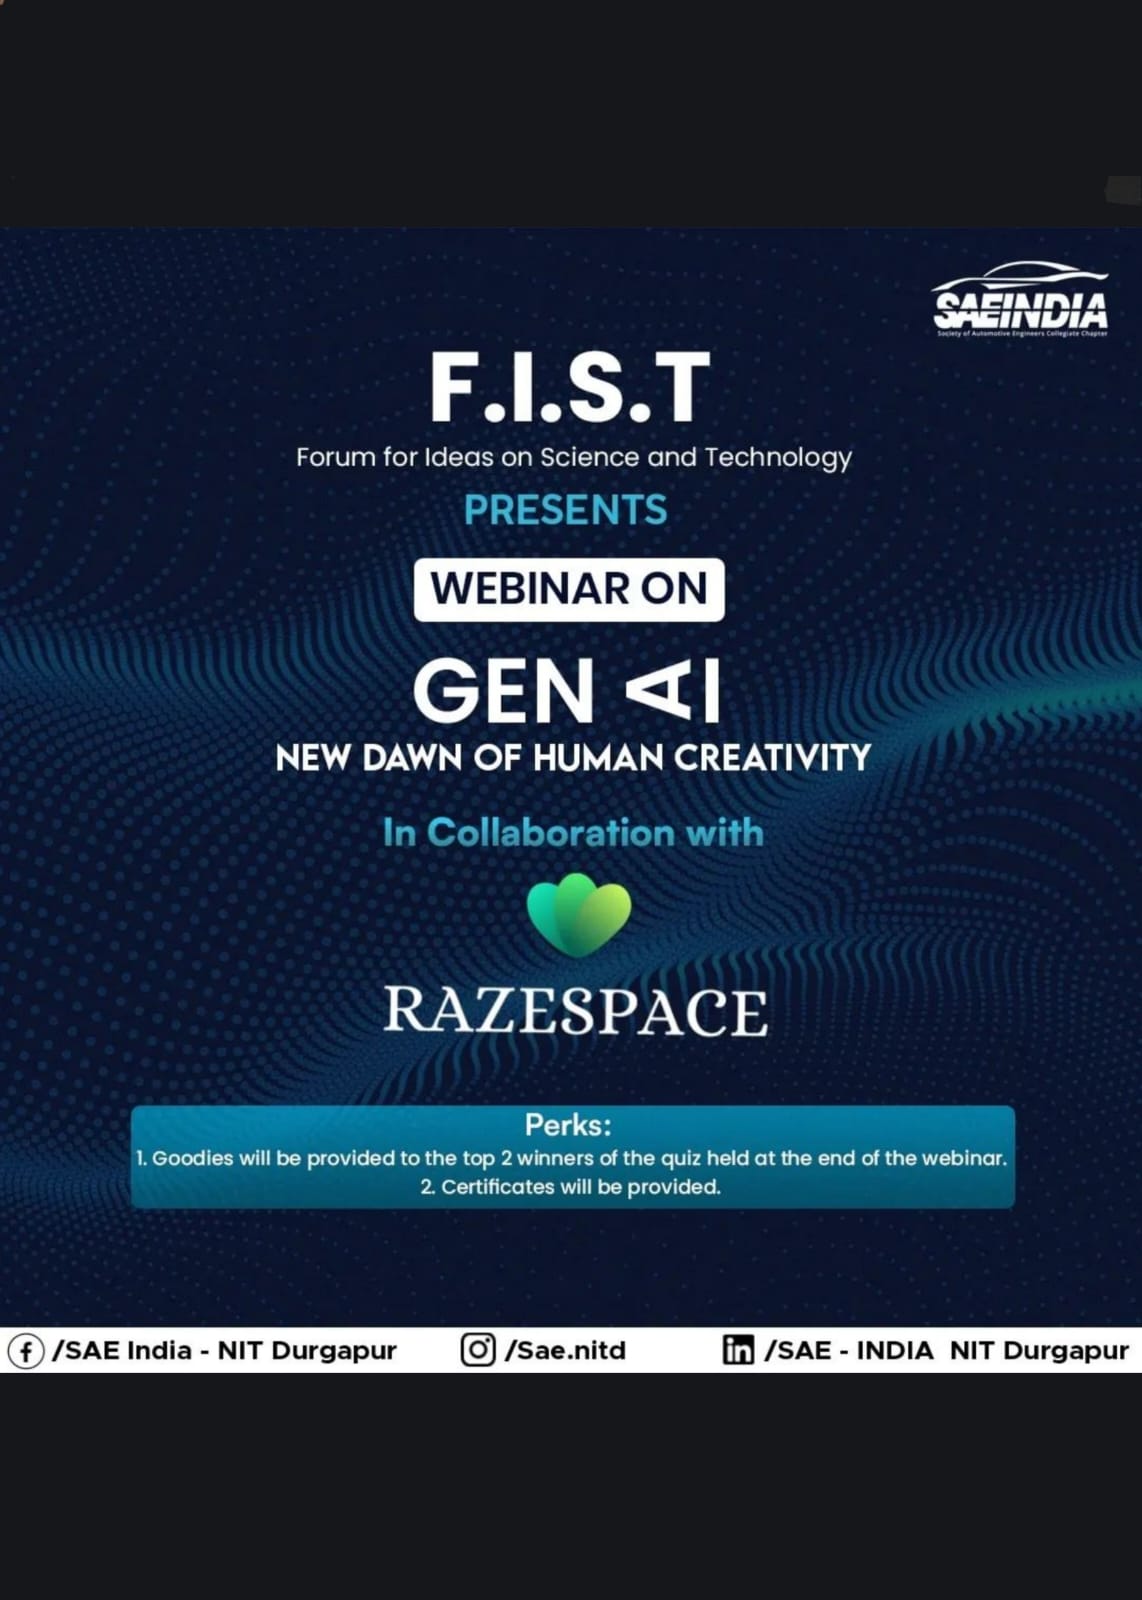 SAEINDIA
Society of Automotive Engineers Collegiate Chapter
F.I.S.T
Forum for Ideas on Science and Technology
PRESENTS
WEBINAR ON
GEN AI
NEW DAWN OF HUMAN CREATIVITY
In Collaboration with
RAZESPACE
Perks:
1. Goodies will be provided to the top 2 winners of the quiz held at the end of the webinar.
2. Certificates will be provided.
/SAE India - NIT Durgapur /Sae.nitd /SAE - INDIA NIT Durgapur